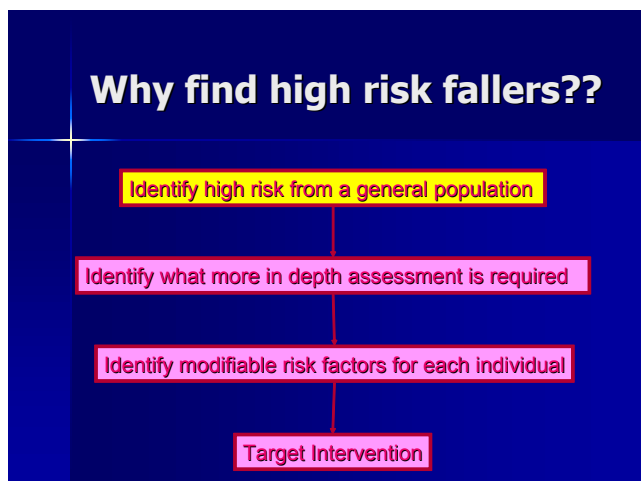 Why find high risk fallers??
Identify high risk from a general population
Identify what more in depth assessment is required
Identify modifiable risk factors for each individual
Target Intervention